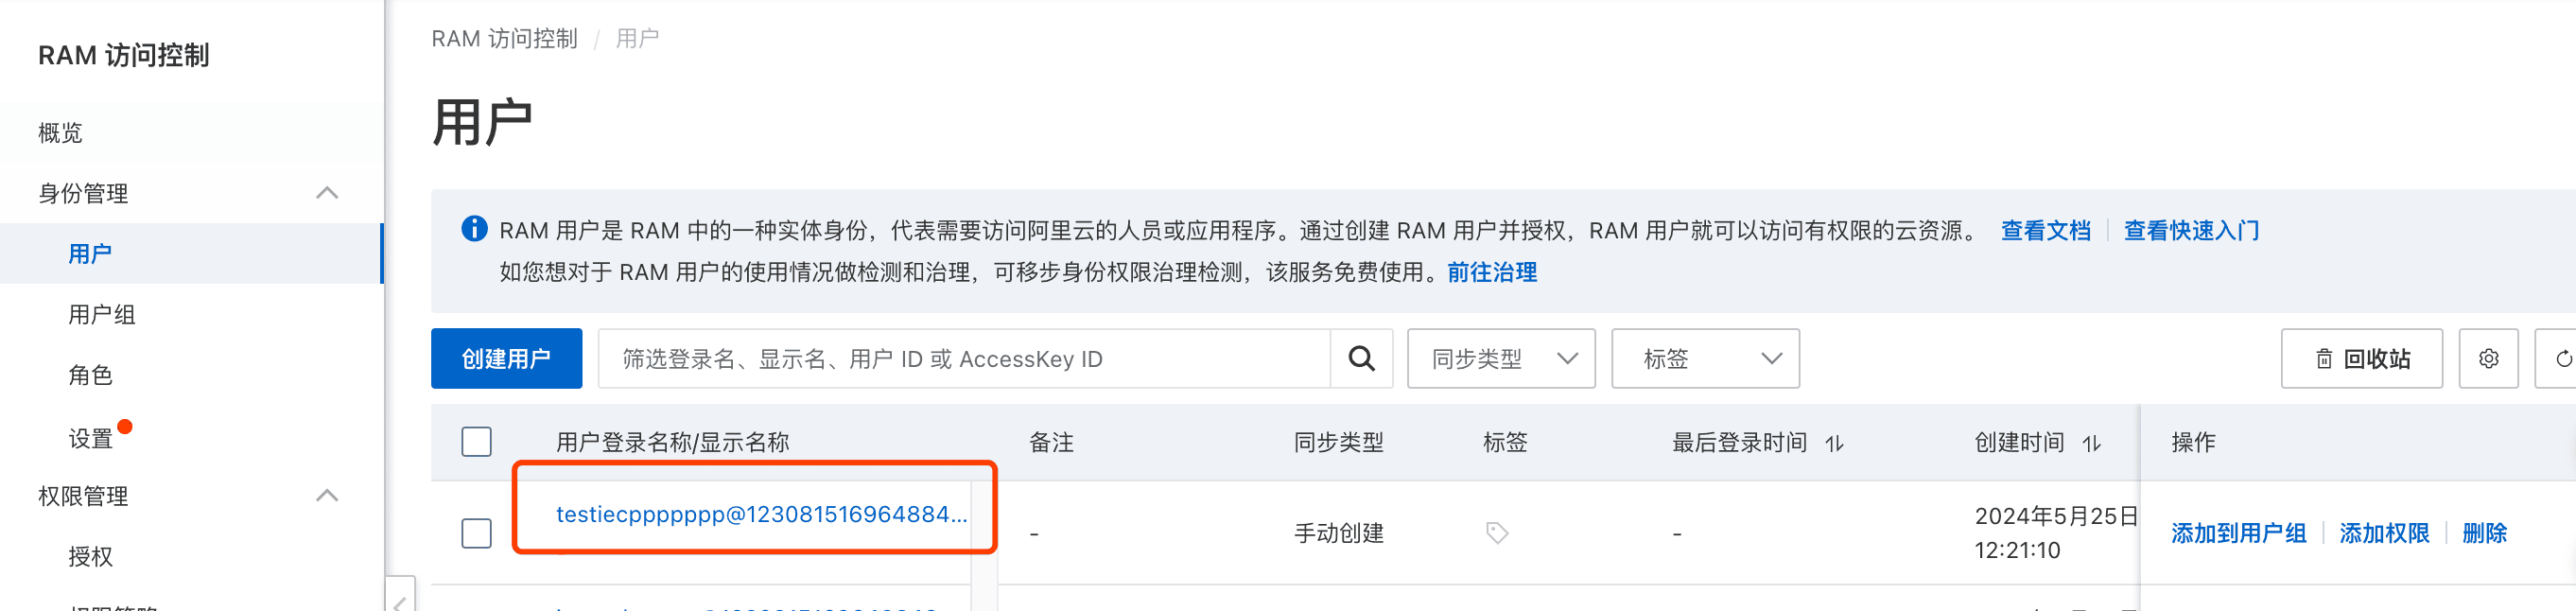 RAM 访问控制
概览
身份管理
用户
用户组
角色
设置
权限管理
授权
RAM 访问控制 / 用户
用户
RAM 用户是 RAM 中的一种实体身份，代表需要访问阿里云的人员或应用程序。通过创建 RAM 用户并授权，RAM 用户就可以访问有权限的云资源。 查看文档 查看快速入门
如您想对于 RAM 用户的使用情况做检测和治理，可移步身份权限治理检测，该服务免费使用。前往治理
创建用户 筛选登录名、显示名、用户 ID 或 AccessKey ID 同步类型 标签 回收站
用户登录名称/显示名称 备注 同步类型 标签 最后登录时间 创建时间 操作
testiecppppppp@123081516964884... - 手动创建 - 2024年5月25日 添加到用户组 添加权限 删除
12:21:10